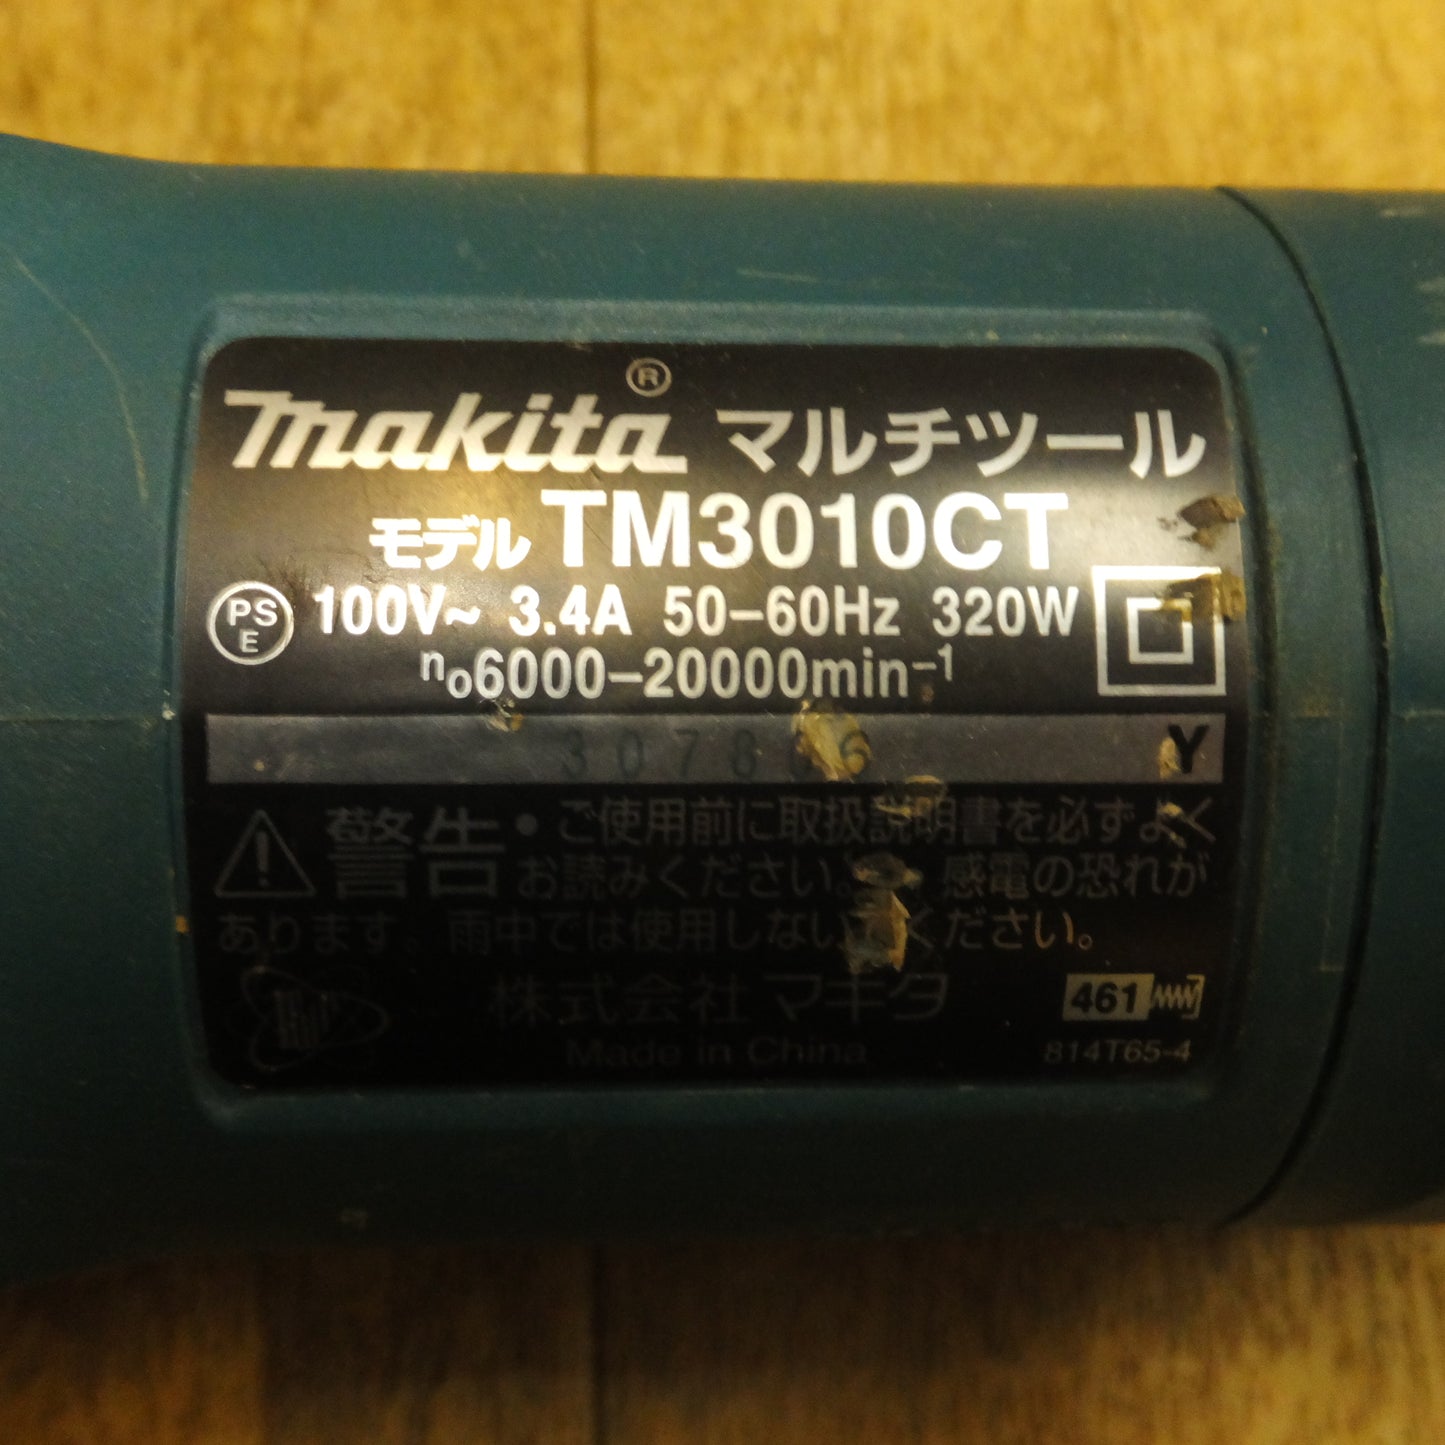 makita® マルチツール
モデル TM3010CT
PS E 100V~ 3.4A 50-60Hz 320W
n₀6000-20000min⁻¹
Y
警告 • ご使用前に取扱説明書を必ずよく
お読みください。 感電の恐れが
あります。雨中では使用しないでください。
株式会社マキタ
461
Made in China
814T65-4